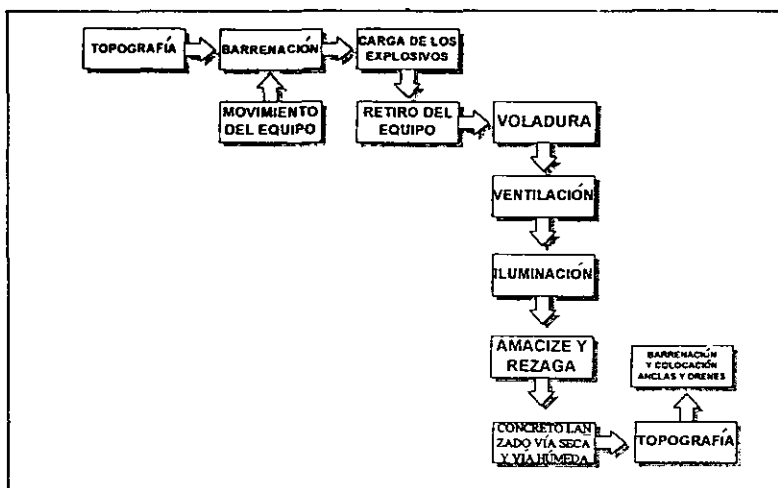 TOPOGRAFÍA
BARRENACIÓN
CARGA DE LOS
EXPLOSIVOS
MOVIMIENTO
DEL EQUIPO
RETIRO DEL
EQUIPO
VOLADURA
VENTILACIÓN
ILUMINACIÓN
AMACIZE Y
REZAGA
BARRENACIÓN
Y COLOCACIÓN
ANCLAS Y DRENES
CONCRETO LAN
ZADO VÍA SECA
Y VÍA HÚMEDA
TOPOGRAFÍA